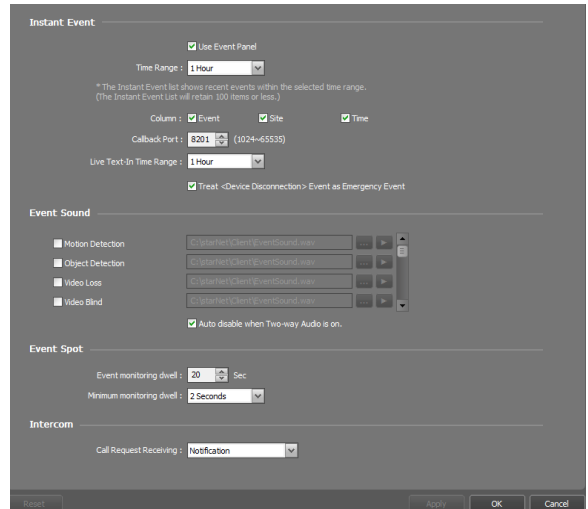 Instant Event
Use Event Panel
Time Range : 1 Hour
* The Instant Event list shows recent events within the selected time range.
(The Instant Event List will retain 100 items or less.)
Column : Event Site Time
Callback Port : 8201 (1024~65535)
Live Text-In Time Range : 1 Hour
Treat <Device Disconnection> Event as Emergency Event
Event Sound
Motion Detection C:\starNet\Client\EventSound.wav ...
Object Detection C:\starNet\Client\EventSound.wav ...
Video Loss C:\starNet\Client\EventSound.wav ...
Video Blind C:\starNet\Client\EventSound.wav ...
Auto disable when Two-way Audio is on.
Event Spot
Event monitoring dwell : 20 Sec
Minimum monitoring dwell : 2 Seconds
Intercom
Call Request Receiving : Notification
Reset Apply OK Cancel